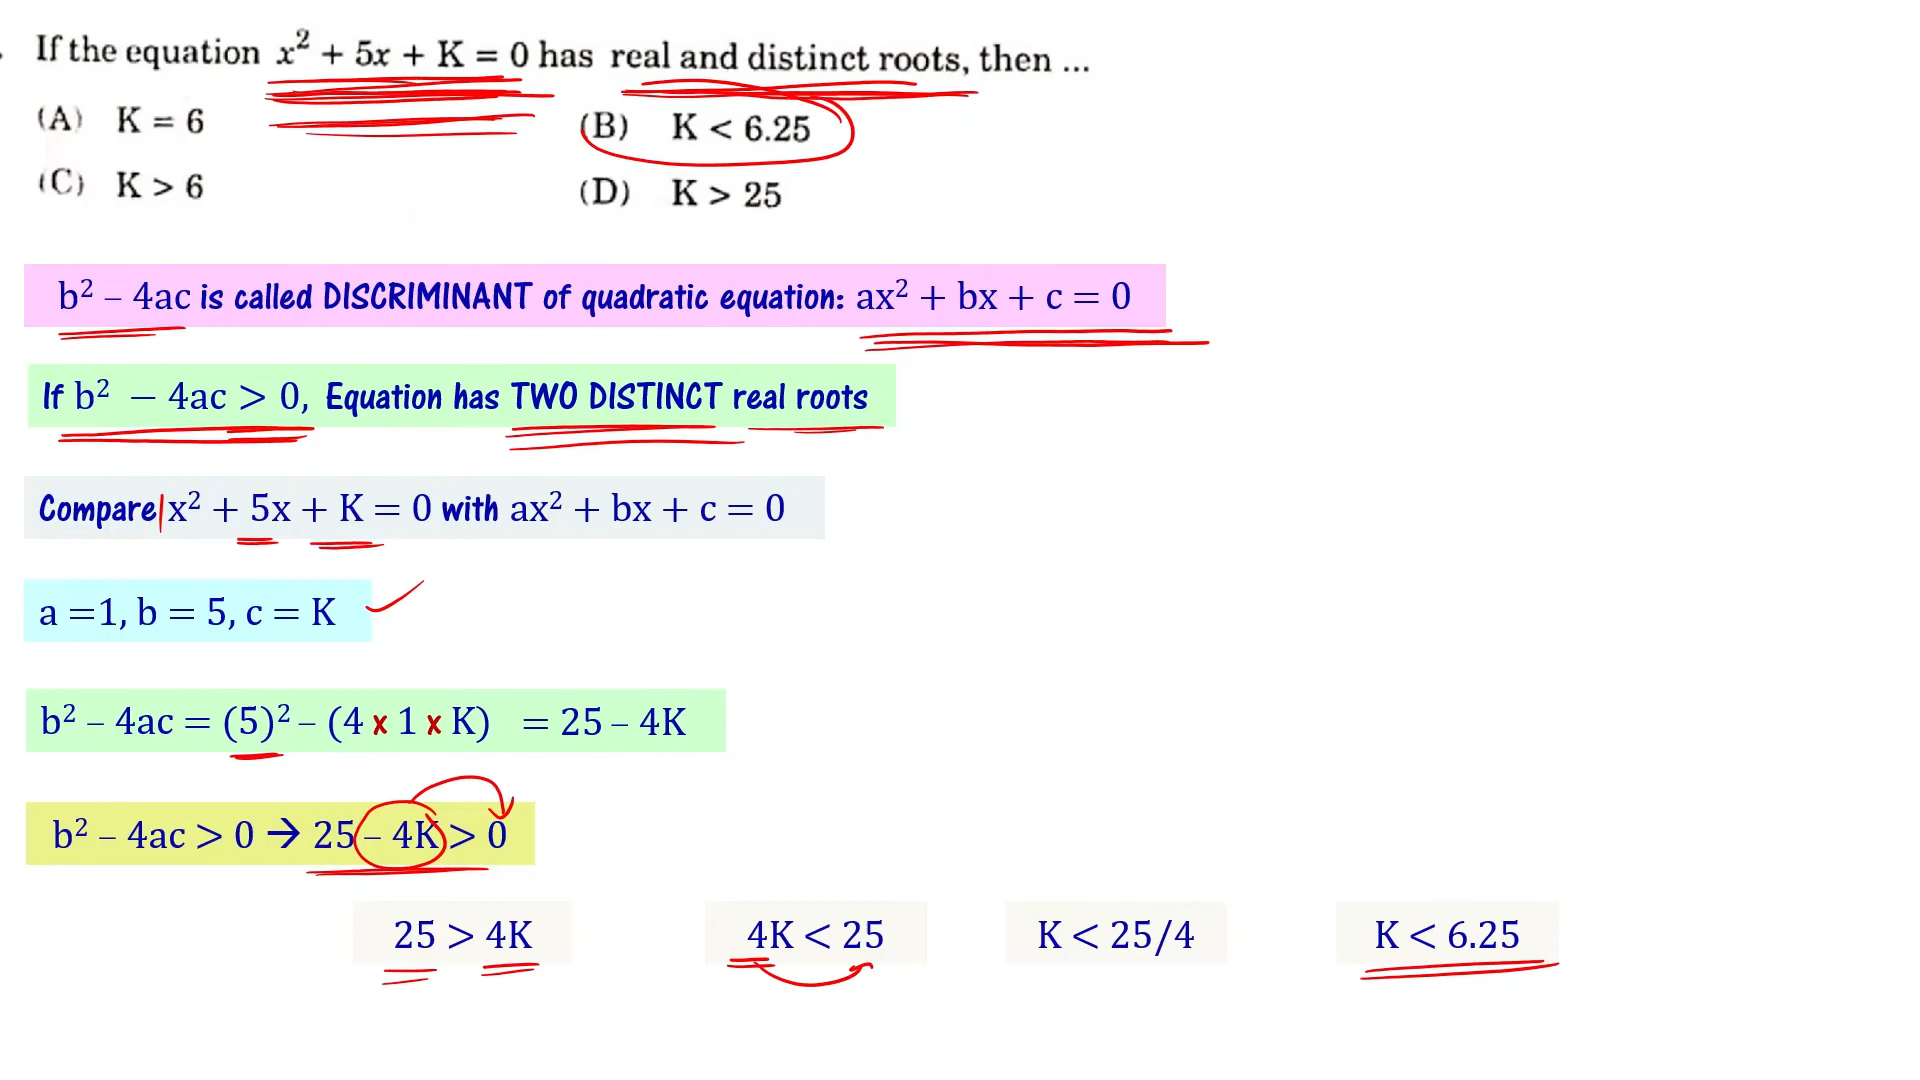 If the equation x² + 5x + K = 0 has real and distinct roots, then ...
(A) K = 6 (B) K < 6.25
(C) K > 6 (D) K > 25
b² – 4ac is called DISCRIMINANT of quadratic equation: ax² + bx + c = 0
If b² – 4ac > 0, Equation has TWO DISTINCT real roots
Compare 1x² + 5x + K = 0 with ax² + bx + c = 0
a =1, b = 5, c = K
b² – 4ac = (5)² – (4 x 1 x K) = 25 – 4K
b² – 4ac > 0 → 25 – 4K > 0
25 > 4K 4K < 25 K < 25/4 K < 6.25